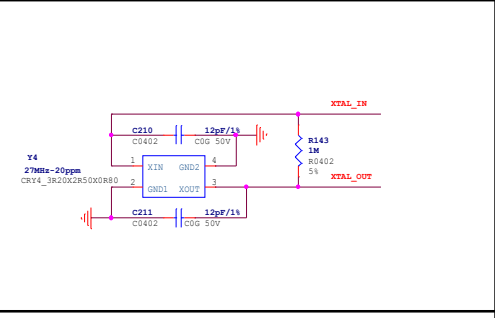 XTAL_IN
C210 12pF/1%
C0402 C0G 50V
R143
1M
R0402
5%
Y4
27MHz-20ppm
CRY4_3R20X2R50X0R80
1 XIN GND2 4
2 GND1 XOUT 3
XTAL_OUT
C211 12pF/1%
C0402 C0G 50V